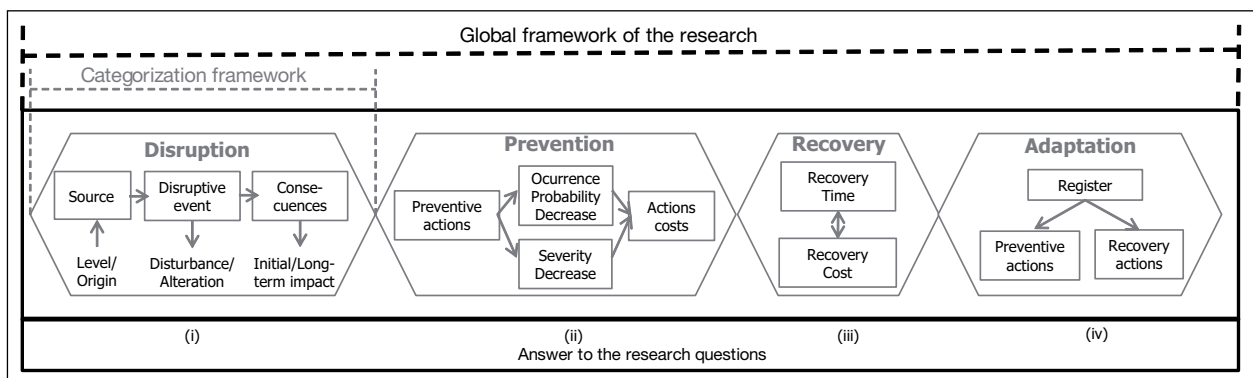 Global framework of the research
Categorization framework
Disruption
Source
Disruptive
event
Conse-
cuences
Level/
Origin
Disturbance/
Alteration
Initial/Long-
term impact
Prevention
Preventive
actions
Ocurrence
Probability
Decrease
Severity
Decrease
Actions
costs
Recovery
Recovery
Time
Recovery
Cost
Adaptation
Register
Preventive
actions
Recovery
actions
(i)
(ii)
(iii)
(iv)
Answer to the research questions